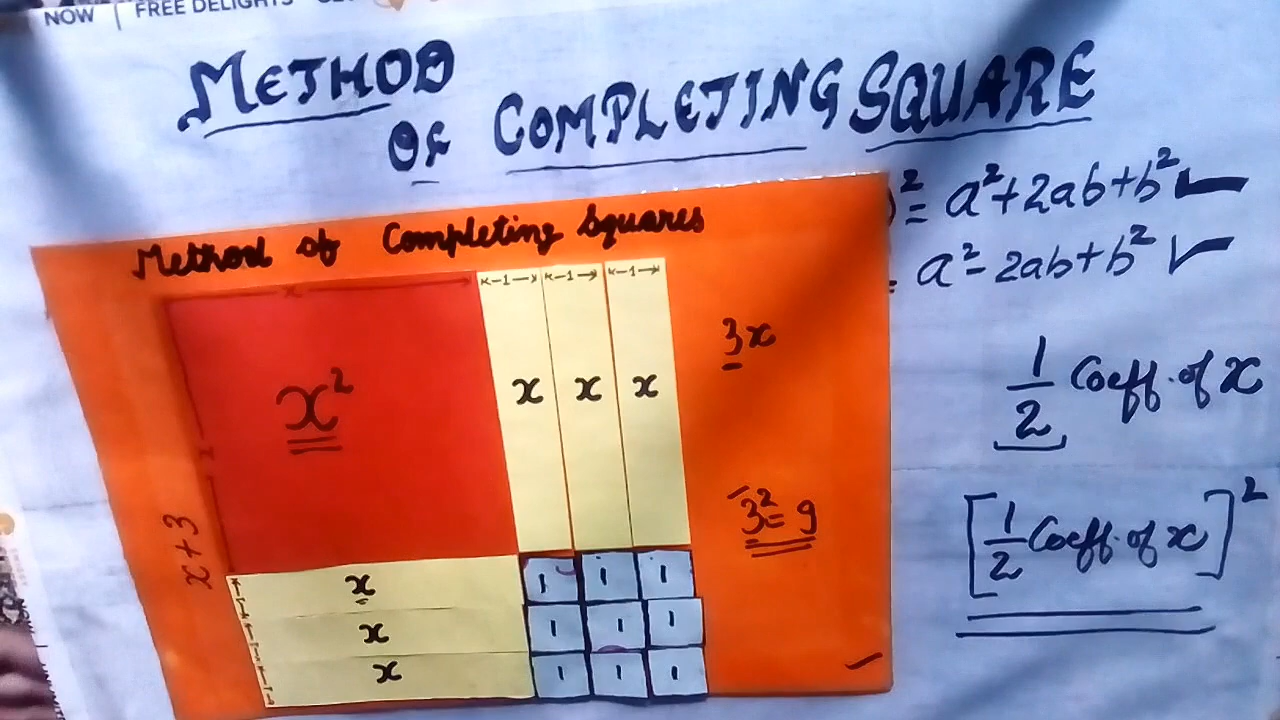 NOW | FREE DELIGHTS
METHOD
OF COMPLETING SQUARE
)² = a²+2ab+b² ✓
= a²-2ab+b² ✓
Method of Completing Squares
x
←1→ ←1→ ←1→
x²
x x x
3x
1/2 Coeff. of x
3² = 9
[1/2 Coeff. of x]²
x+3
x
x
x
x
1 1 1
1 1 1
1 1 1